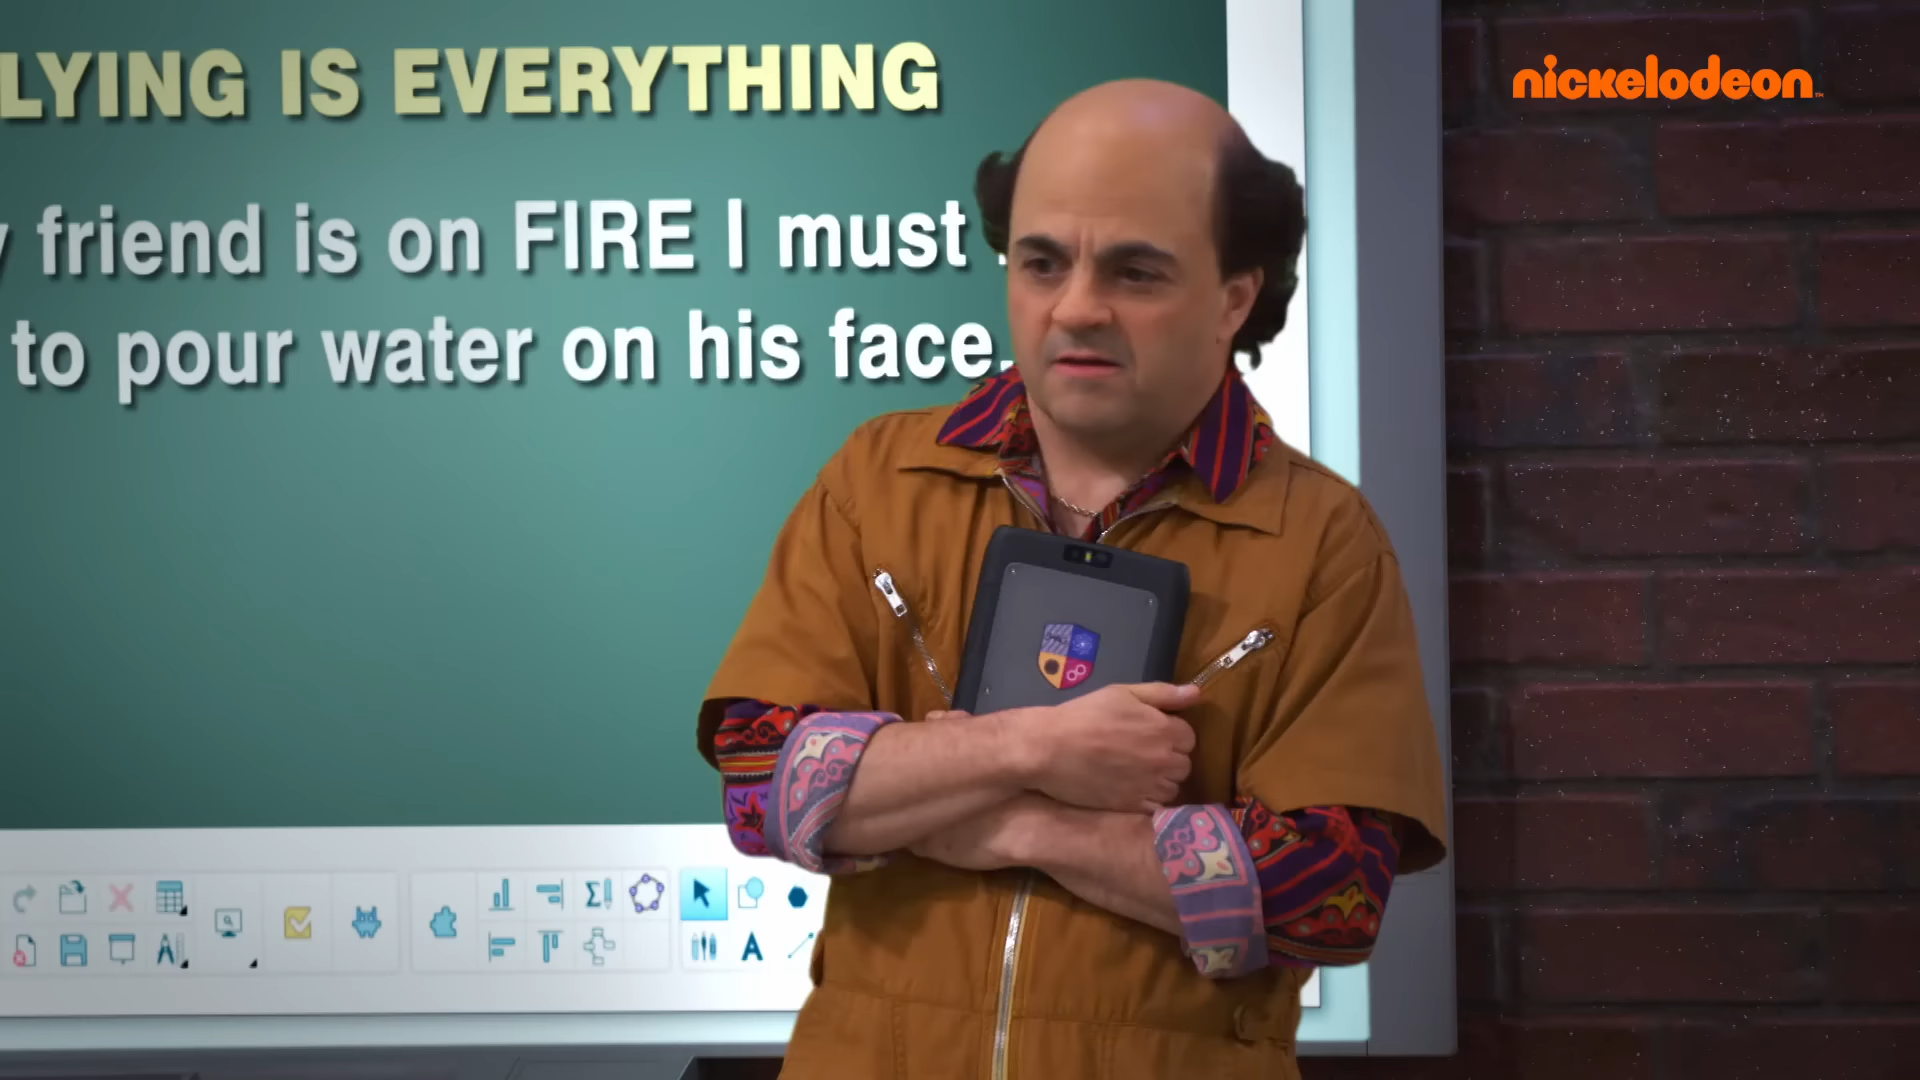 nickelodeon
LYING IS EVERYTHING
friend is on FIRE I must
to pour water on his face.